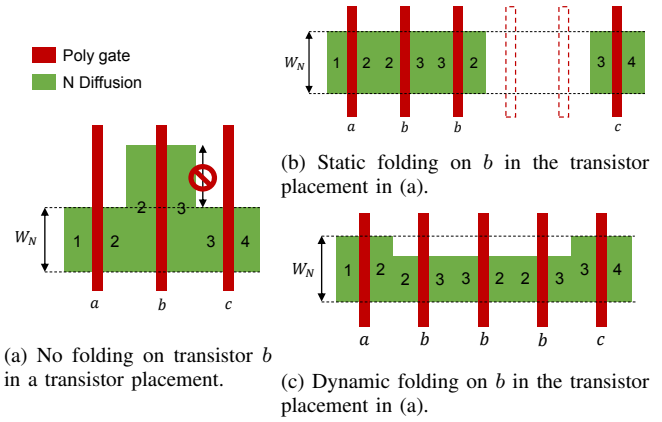 Poly gate
N Diffusion
W_N
1 2 2 3 3 4
a b c
(a) No folding on transistor b
in a transistor placement.
W_N
1 2 2 3 3 2 3 4
a b b c
(b) Static folding on b in the transistor
placement in (a).
W_N
1 2 2 3 3 2 2 3 3 4
a b b b c
(c) Dynamic folding on b in the transistor
placement in (a).